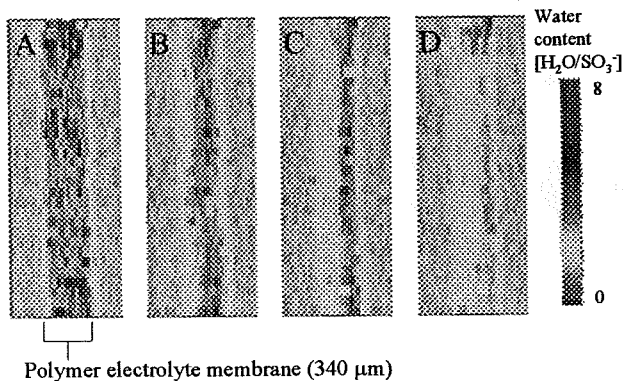 A B C D
Water
content
[H₂O/SO₃⁻]
8
0
Polymer electrolyte membrane (340 μm)